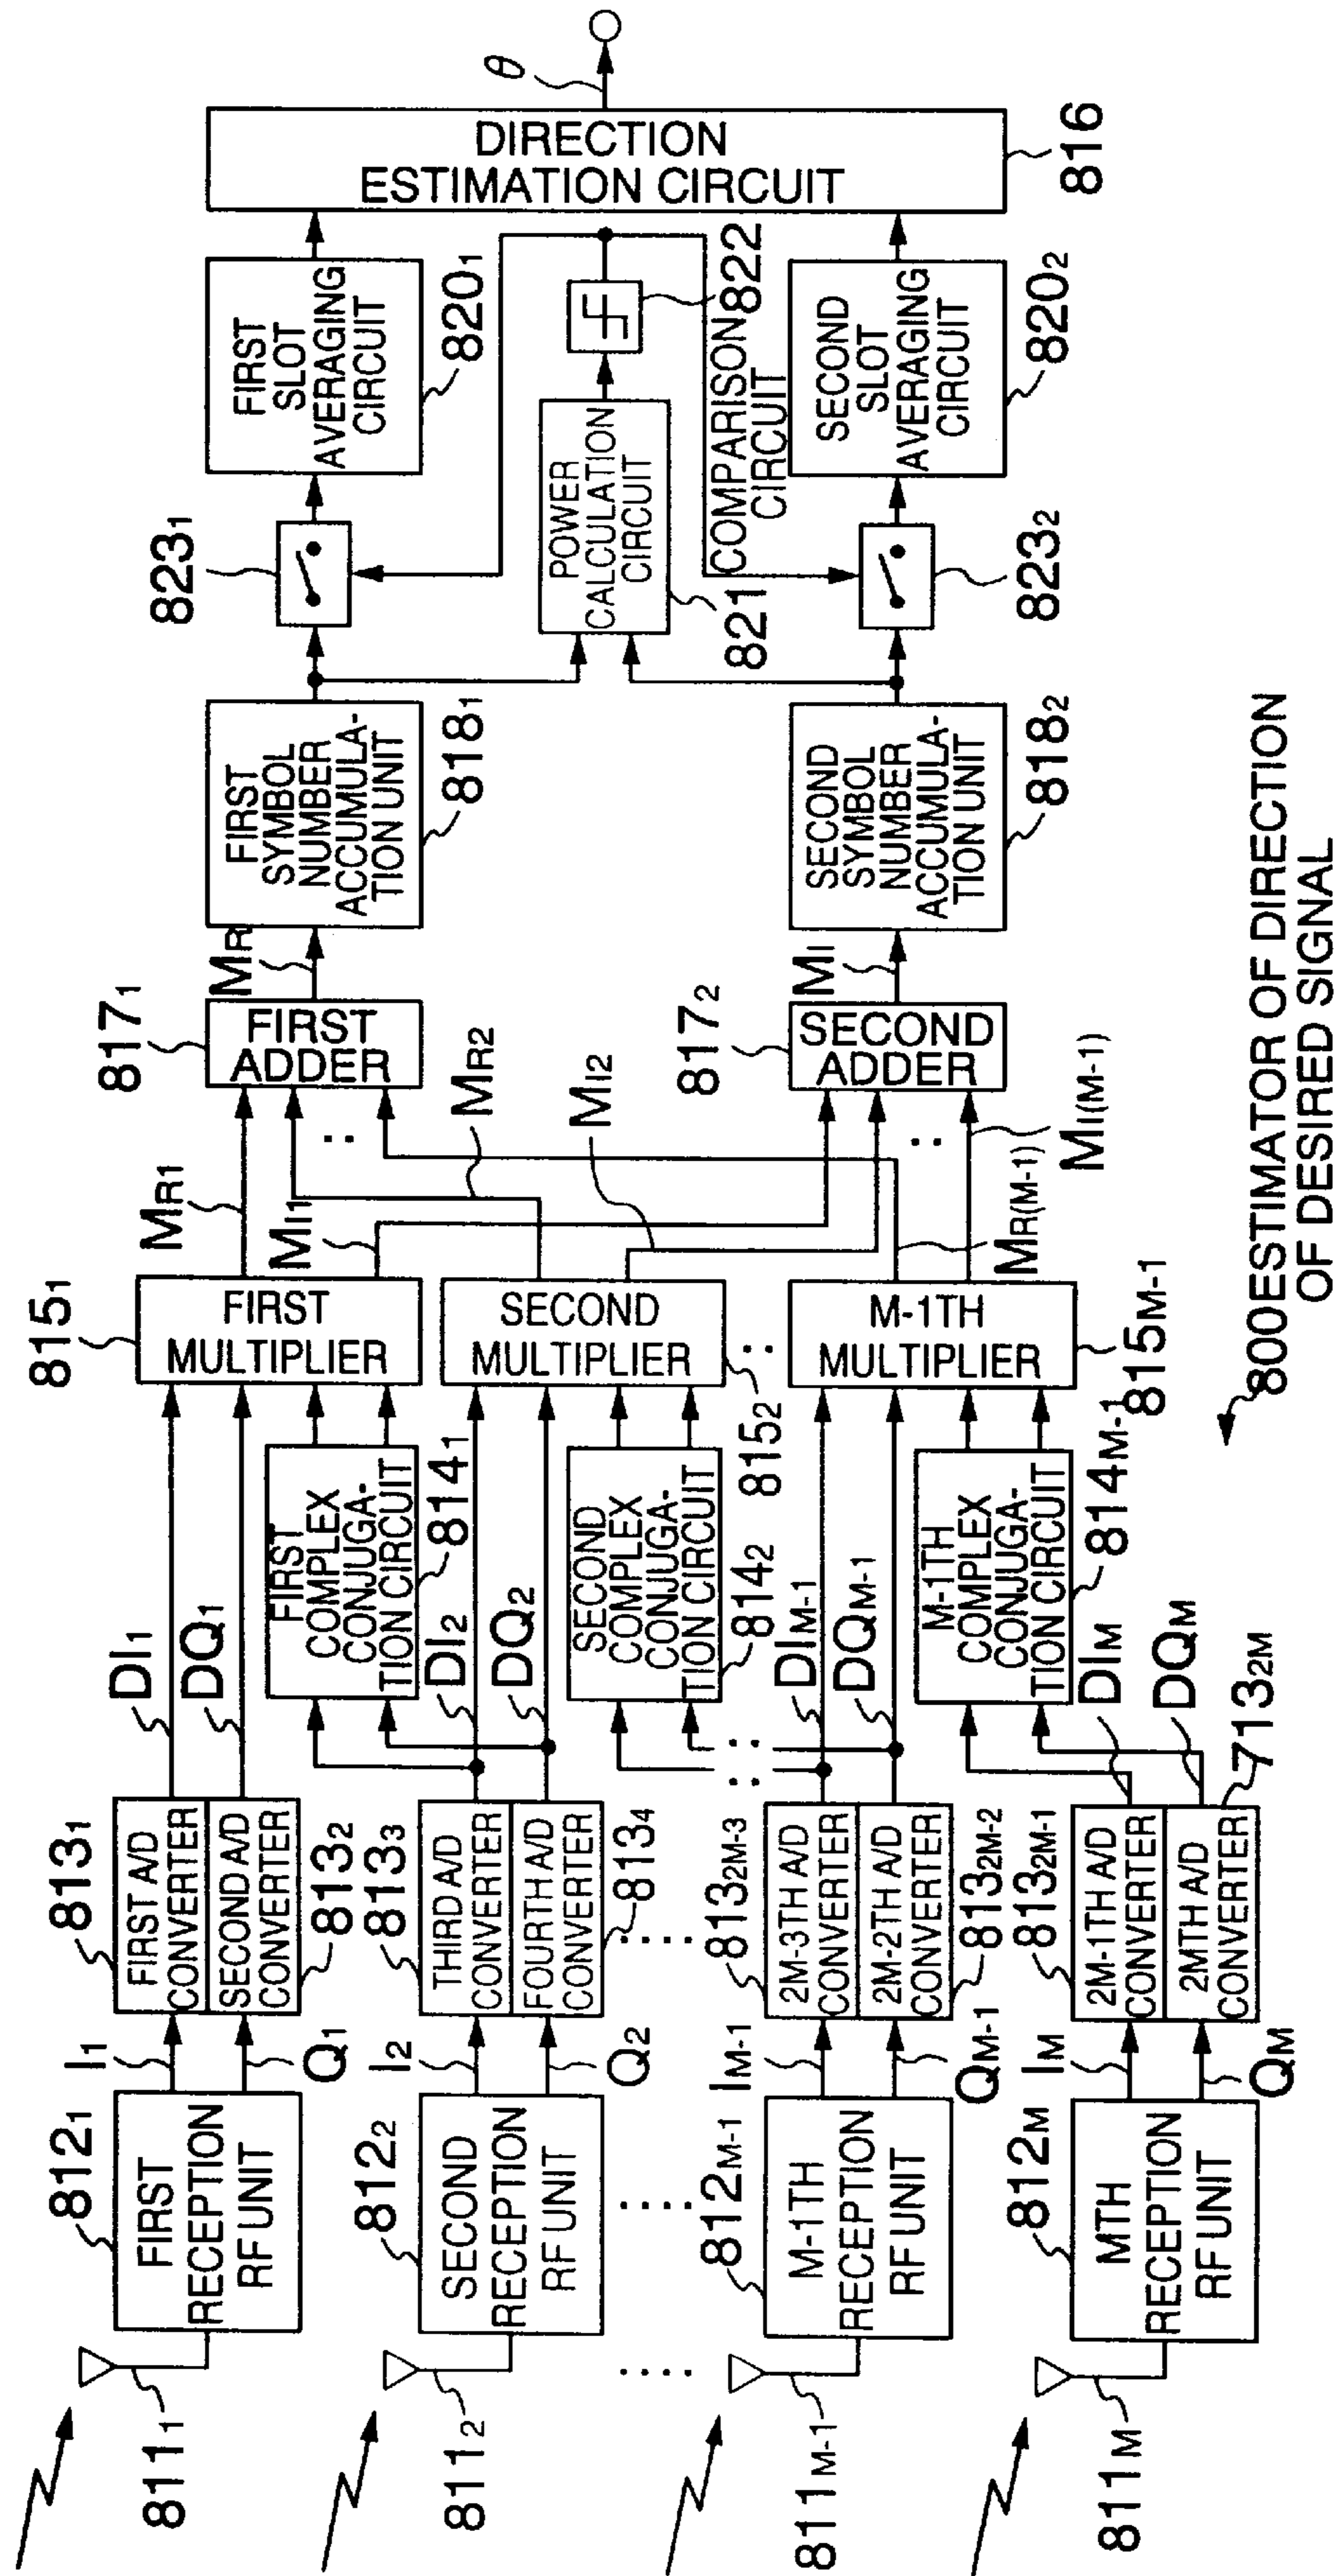 811₁
812₁
FIRST
RECEPTION
RF UNIT
I₁
Q₁
813₁
FIRST A/D
CONVERTER
SECOND A/D
CONVERTER
813₂
DI₁
DQ₁
FIRST
COMPLEX
CONJUGA-
TION CIRCUIT
814₁
815₁
FIRST
MULTIPLIER
MR1
MI1
811₂
812₂
SECOND
RECEPTION
RF UNIT
I₂
Q₂
813₃
THIRD A/D
CONVERTER
FOURTH A/D
CONVERTER
813₄
DI₂
DQ₂
SECOND
COMPLEX
CONJUGA-
TION CIRCUIT
814₂
SECOND
MULTIPLIER
815₂
MR2
MI2
811M-1
812M-1
M-1TH
RECEPTION
RF UNIT
IM-1
QM-1
8132M-3
2M-3TH A/D
CONVERTER
2M-2TH A/D
CONVERTER
8132M-2
DIM-1
DQM-1
M-1TH
COMPLEX
CONJUGA-
TION CIRCUIT
814M-1
M-1TH
MULTIPLIER
815M-1
MR(M-1)
MI(M-1)
811M
812M
MTH
RECEPTION
RF UNIT
IM
QM
8132M-1
2M-1TH A/D
CONVERTER
2MTH A/D
CONVERTER
7132M
DIM
DQM
817₁
FIRST
ADDER
MR
FIRST
SYMBOL
NUMBER
ACCUMULA-
TION UNIT
818₁
823₁
FIRST
SLOT
AVERAGING
CIRCUIT
820₁
POWER
CALCULATION
CIRCUIT
821
822
COMPARISON
CIRCUIT
817₂
SECOND
ADDER
MI
SECOND
SYMBOL
NUMBER
ACCUMULA-
TION UNIT
818₂
823₂
SECOND
SLOT
AVERAGING
CIRCUIT
820₂
DIRECTION
ESTIMATION CIRCUIT
816
θ
800 ESTIMATOR OF DIRECTION
OF DESIRED SIGNAL